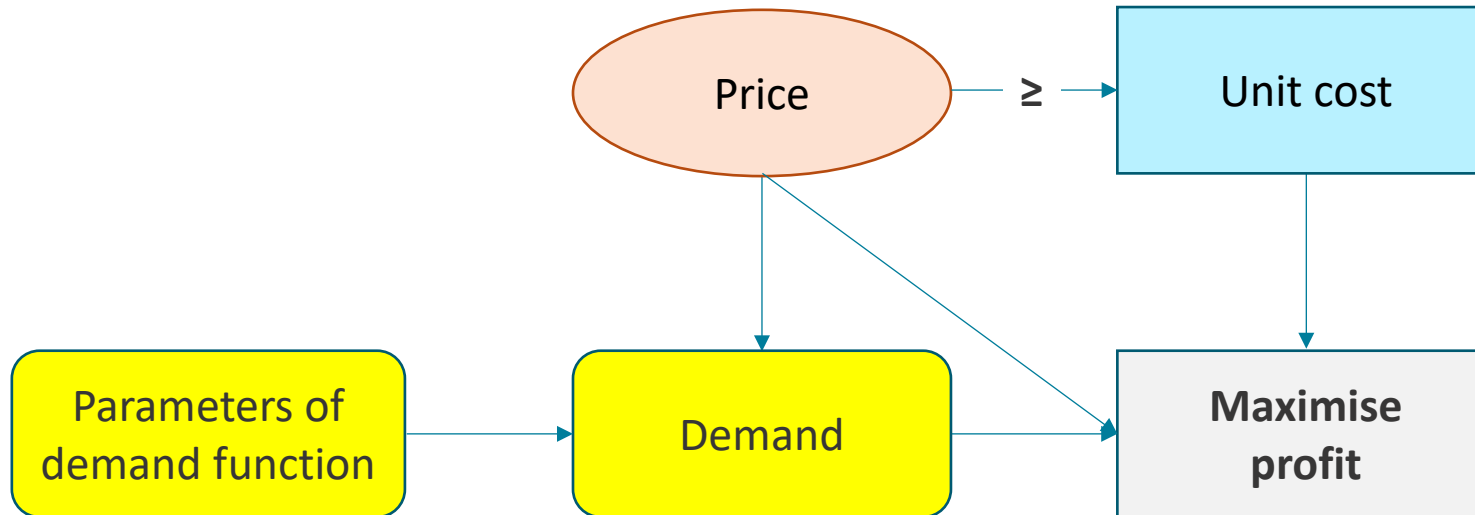 Price
≥
Unit cost
Parameters of
demand function
Demand
Maximise
profit